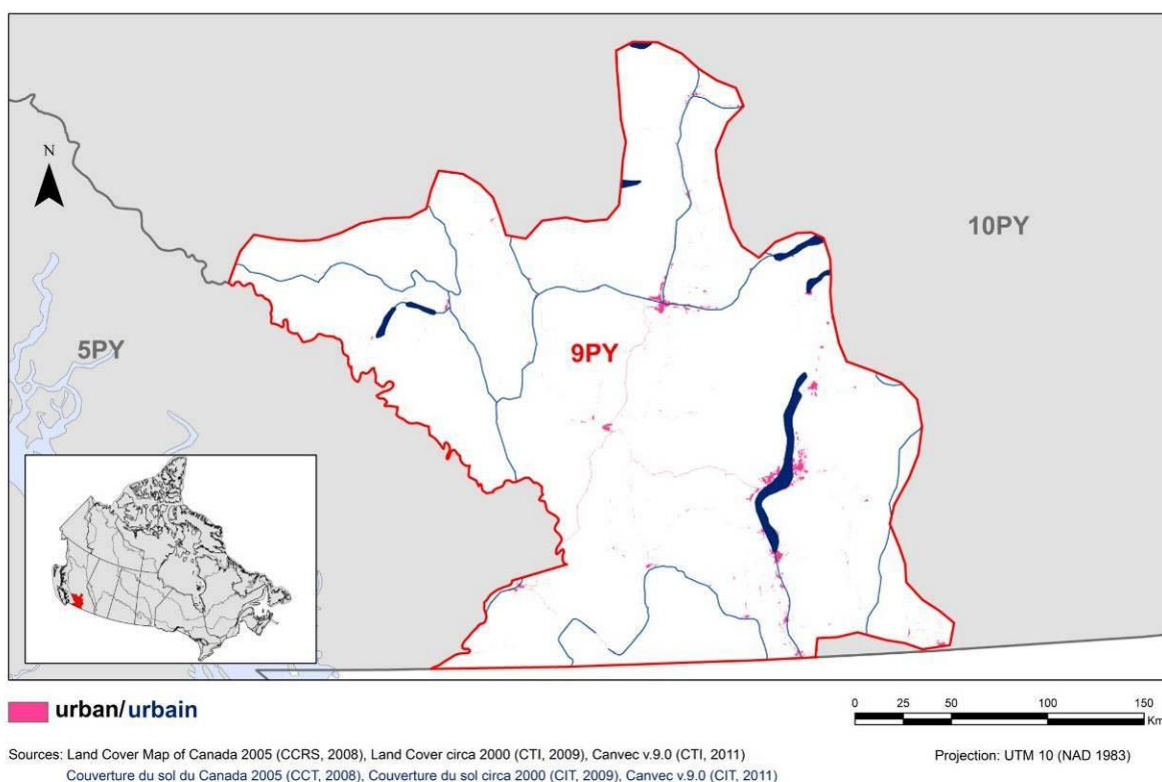 N
10PY
5PY
9PY
urban/urbain
0 25 50 100 150
Km
Sources: Land Cover Map of Canada 2005 (CCRS, 2008), Land Cover circa 2000 (CTI, 2009), Canvec v.9.0 (CTI, 2011)
Projection: UTM 10 (NAD 1983)
Couverture du sol du Canada 2005 (CCT, 2008), Couverture du sol circa 2000 (CIT, 2009), Canvec v.9.0 (CIT, 2011)